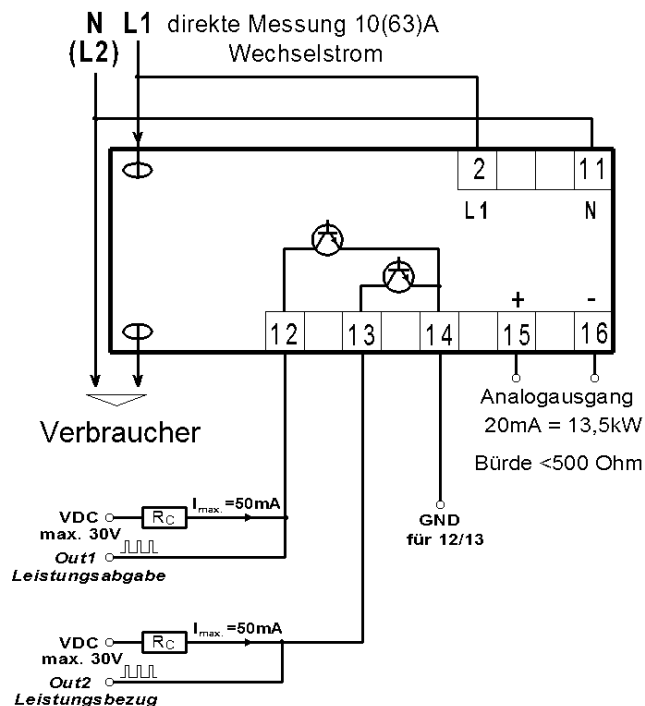 N L1 direkte Messung 10(63)A
(L2) Wechselstrom
2 11
L1 N
+ -
12 13 14 15 16
Analogausgang
20mA = 13,5kW
Bürde <500 Ohm
Verbraucher
VDC RC Imax. =50mA
max. 30V
Out1
Leistungsabgabe
GND
für 12/13
VDC RC Imax. =50mA
max. 30V
Out2
Leistungsbezug